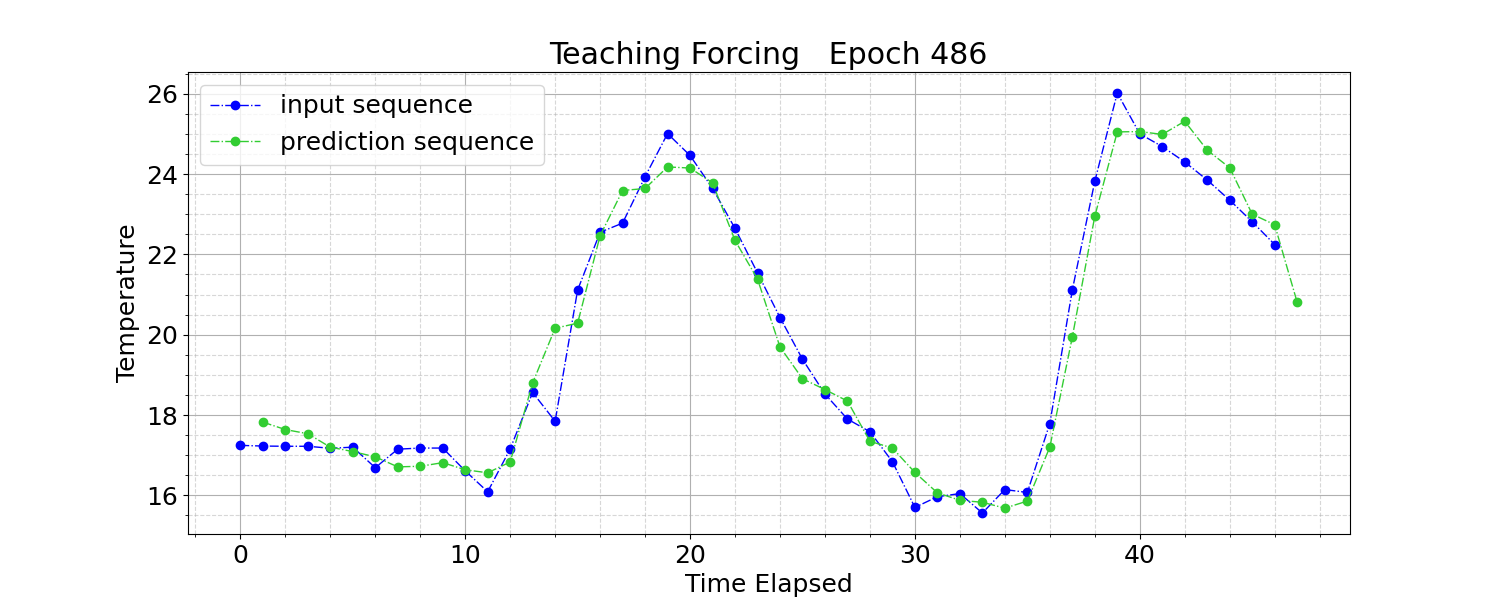 Teaching Forcing   Epoch 486
input sequence
prediction sequence
26
24
22
20
18
16
Temperature
0 10 20 30 40
Time Elapsed